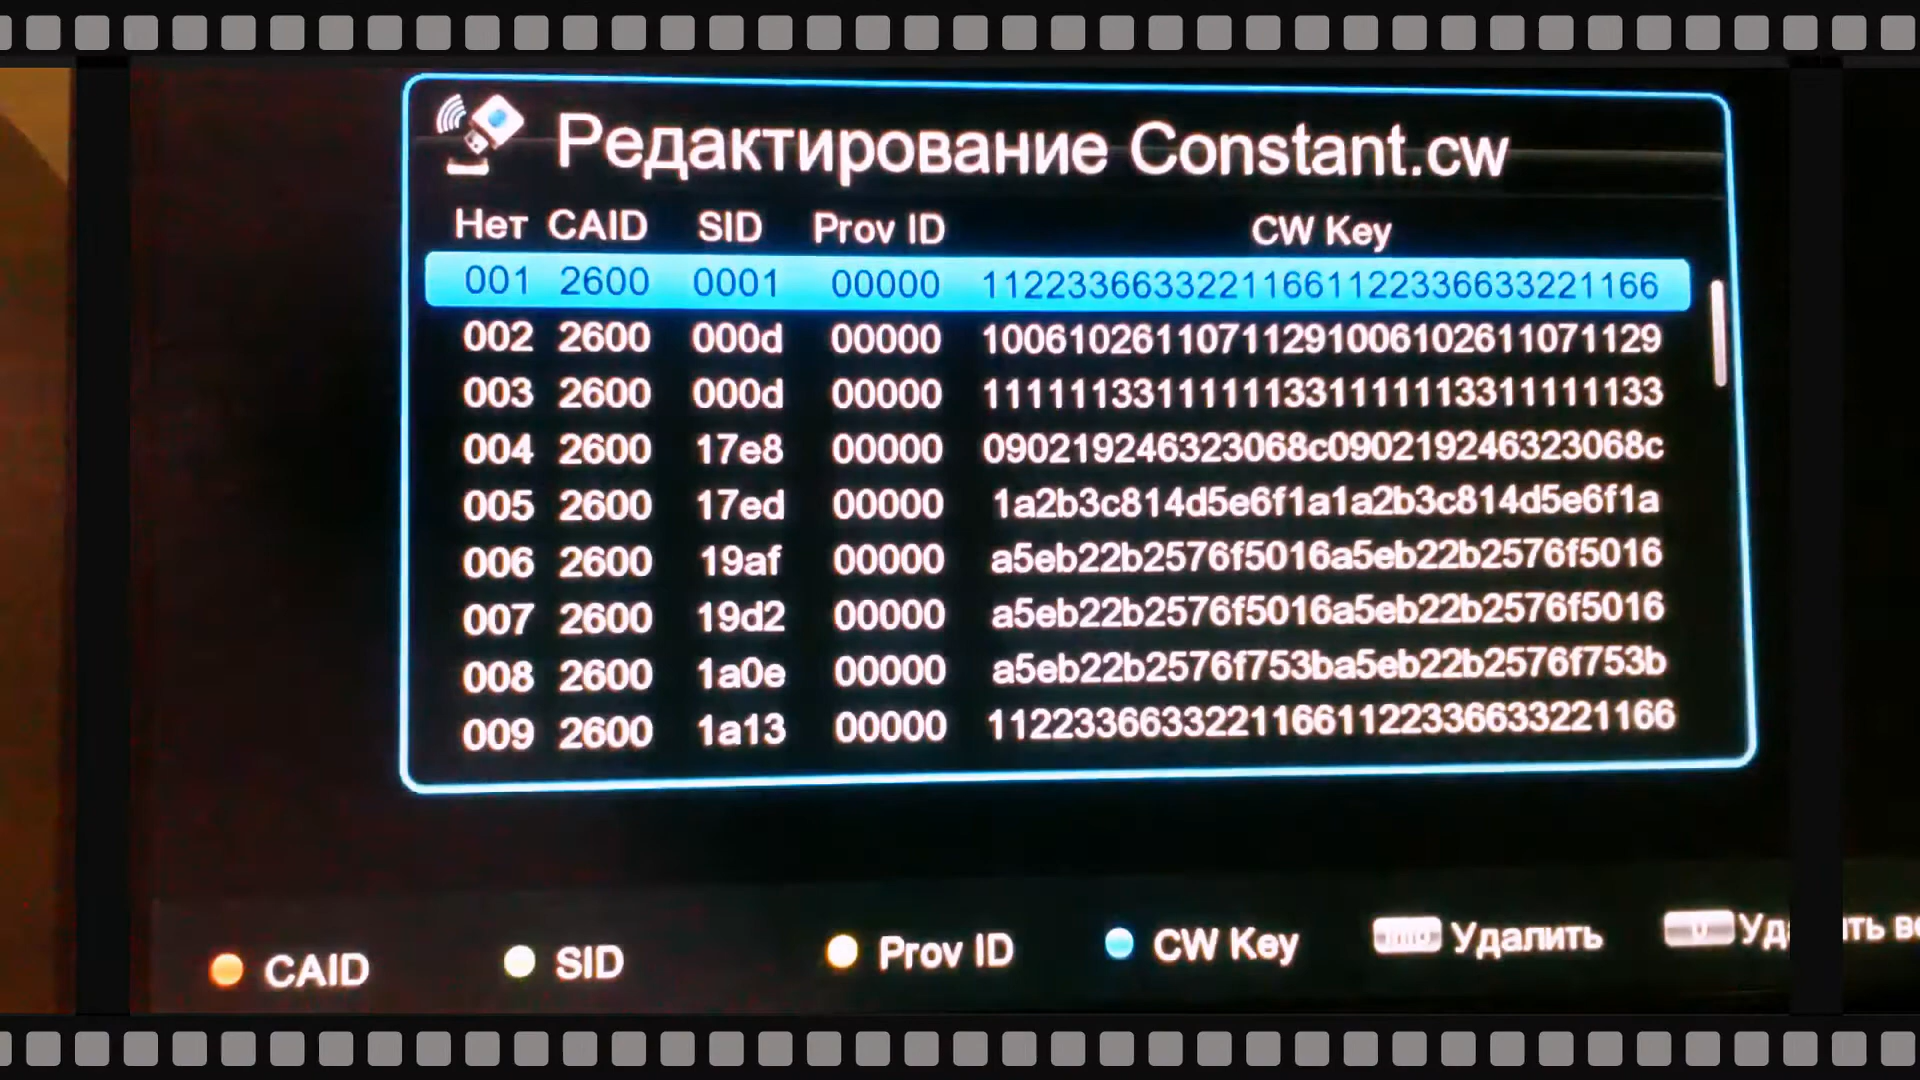 Редактирование Constant.cw
Нет CAID SID Prov ID CW Key
001 2600 0001 00000 11223366332211661122336633221166
002 2600 000d 00000 10061026110711291006102611071129
003 2600 000d 00000 11111133111111331111113311111133
004 2600 17e8 00000 090219246323068c090219246323068c
005 2600 17ed 00000 1a2b3c814d5e6f1a1a2b3c814d5e6f1a
006 2600 19af 00000 a5eb22b2576f5016a5eb22b2576f5016
007 2600 19d2 00000 a5eb22b2576f5016a5eb22b2576f5016
008 2600 1a0e 00000 a5eb22b2576f753ba5eb22b2576f753b
009 2600 1a13 00000 11223366332211661122336633221166
CAID SID Prov ID CW Key Удалить